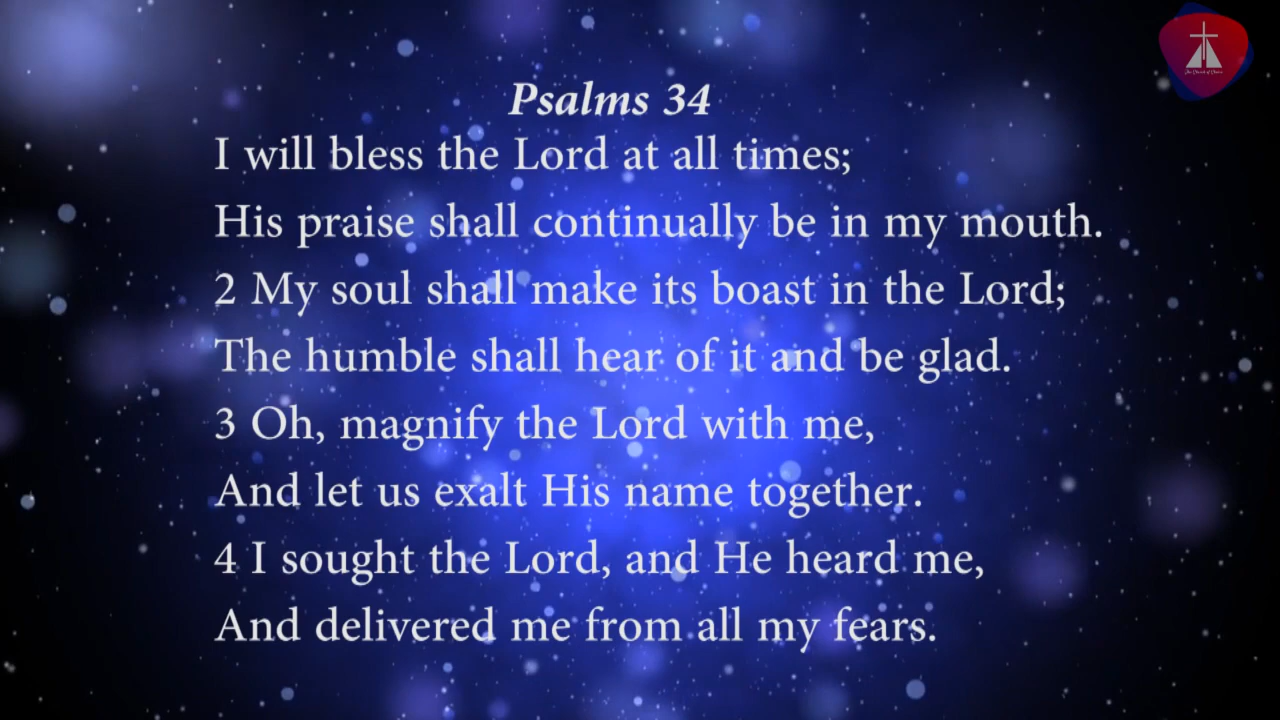 Psalms 34
I will bless the Lord at all times;
His praise shall continually be in my mouth.
2 My soul shall make its boast in the Lord;
The humble shall hear of it and be glad.
3 Oh, magnify the Lord with me,
And let us exalt His name together.
4 I sought the Lord, and He heard me,
And delivered me from all my fears.